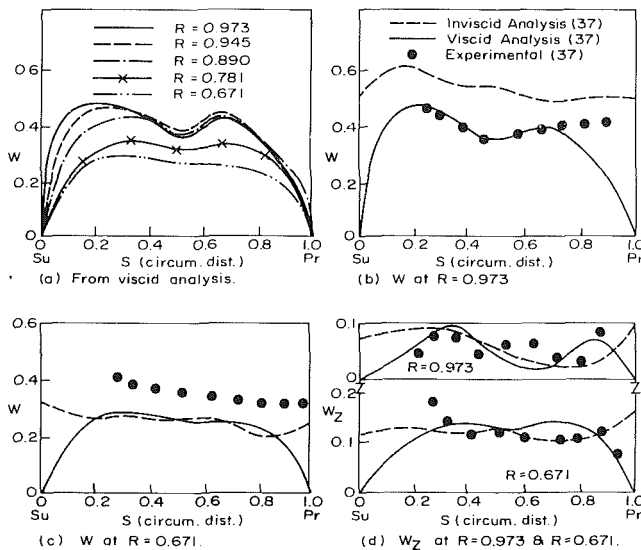 R = 0.973
R = 0.945
R = 0.890
R = 0.781
R = 0.671
0.6
0.4
W
0.2
0
Su
0.2
0.4
0.6
0.8
1.0
Pr
S (circum. dist.)
(a) From viscid analysis.
Inviscid Analysis (37)
Viscid Analysis (37)
Experimental (37)
0.6
W
0.4
0.2
0
Su
0.2
0.4
0.6
0.8
1.0
Pr
S (circum. dist.)
(b) W at R=0.973
0.6
0.4
W
0.2
0
Su
0.2
0.4
0.6
0.8
1.0
Pr
S (circum. dist.)
(c) W at R=0.671.
0.1
R=0.973
0
Z
Z
0.2
WZ
0.1
R=0.671
0
Su
0.2
0.4
0.6
0.8
1.0
Pr
S (circum. dist.)
(d) WZ at R=0.973 & R=0.671.